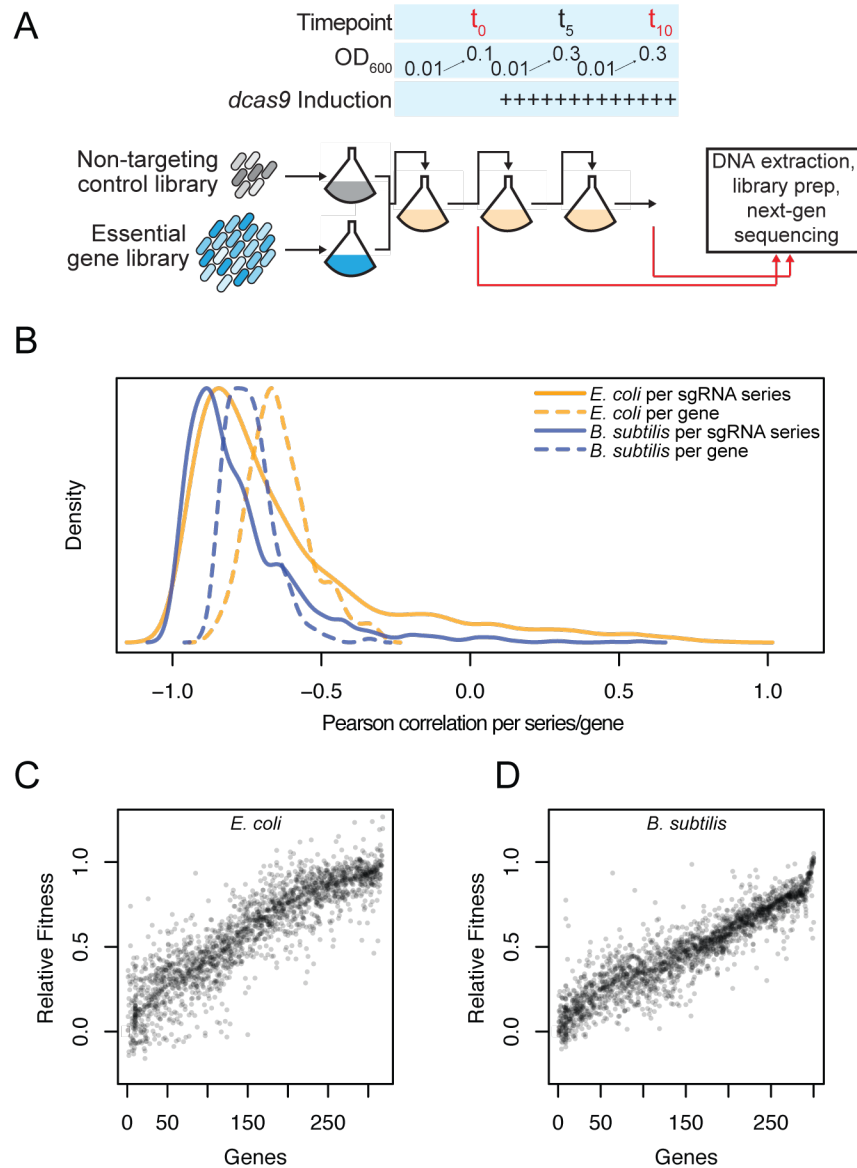 A
Timepoint t0 t5 t10
OD600 0.01 0.1 0.01 0.3 0.01 0.3
dcas9 Induction +++++++++++++
Non-targeting
control library
Essential
gene library
DNA extraction,
library prep,
next-gen
sequencing
B
E. coli per sgRNA series
E. coli per gene
B. subtilis per sgRNA series
B. subtilis per gene
Density
−1.0 −0.5 0.0 0.5 1.0
Pearson correlation per series/gene
C
E. coli
Relative Fitness
1.0
0.5
0.0
0 50 150 250
Genes
D
B. subtilis
Relative Fitness
1.0
0.5
0.0
0 50 150 250
Genes